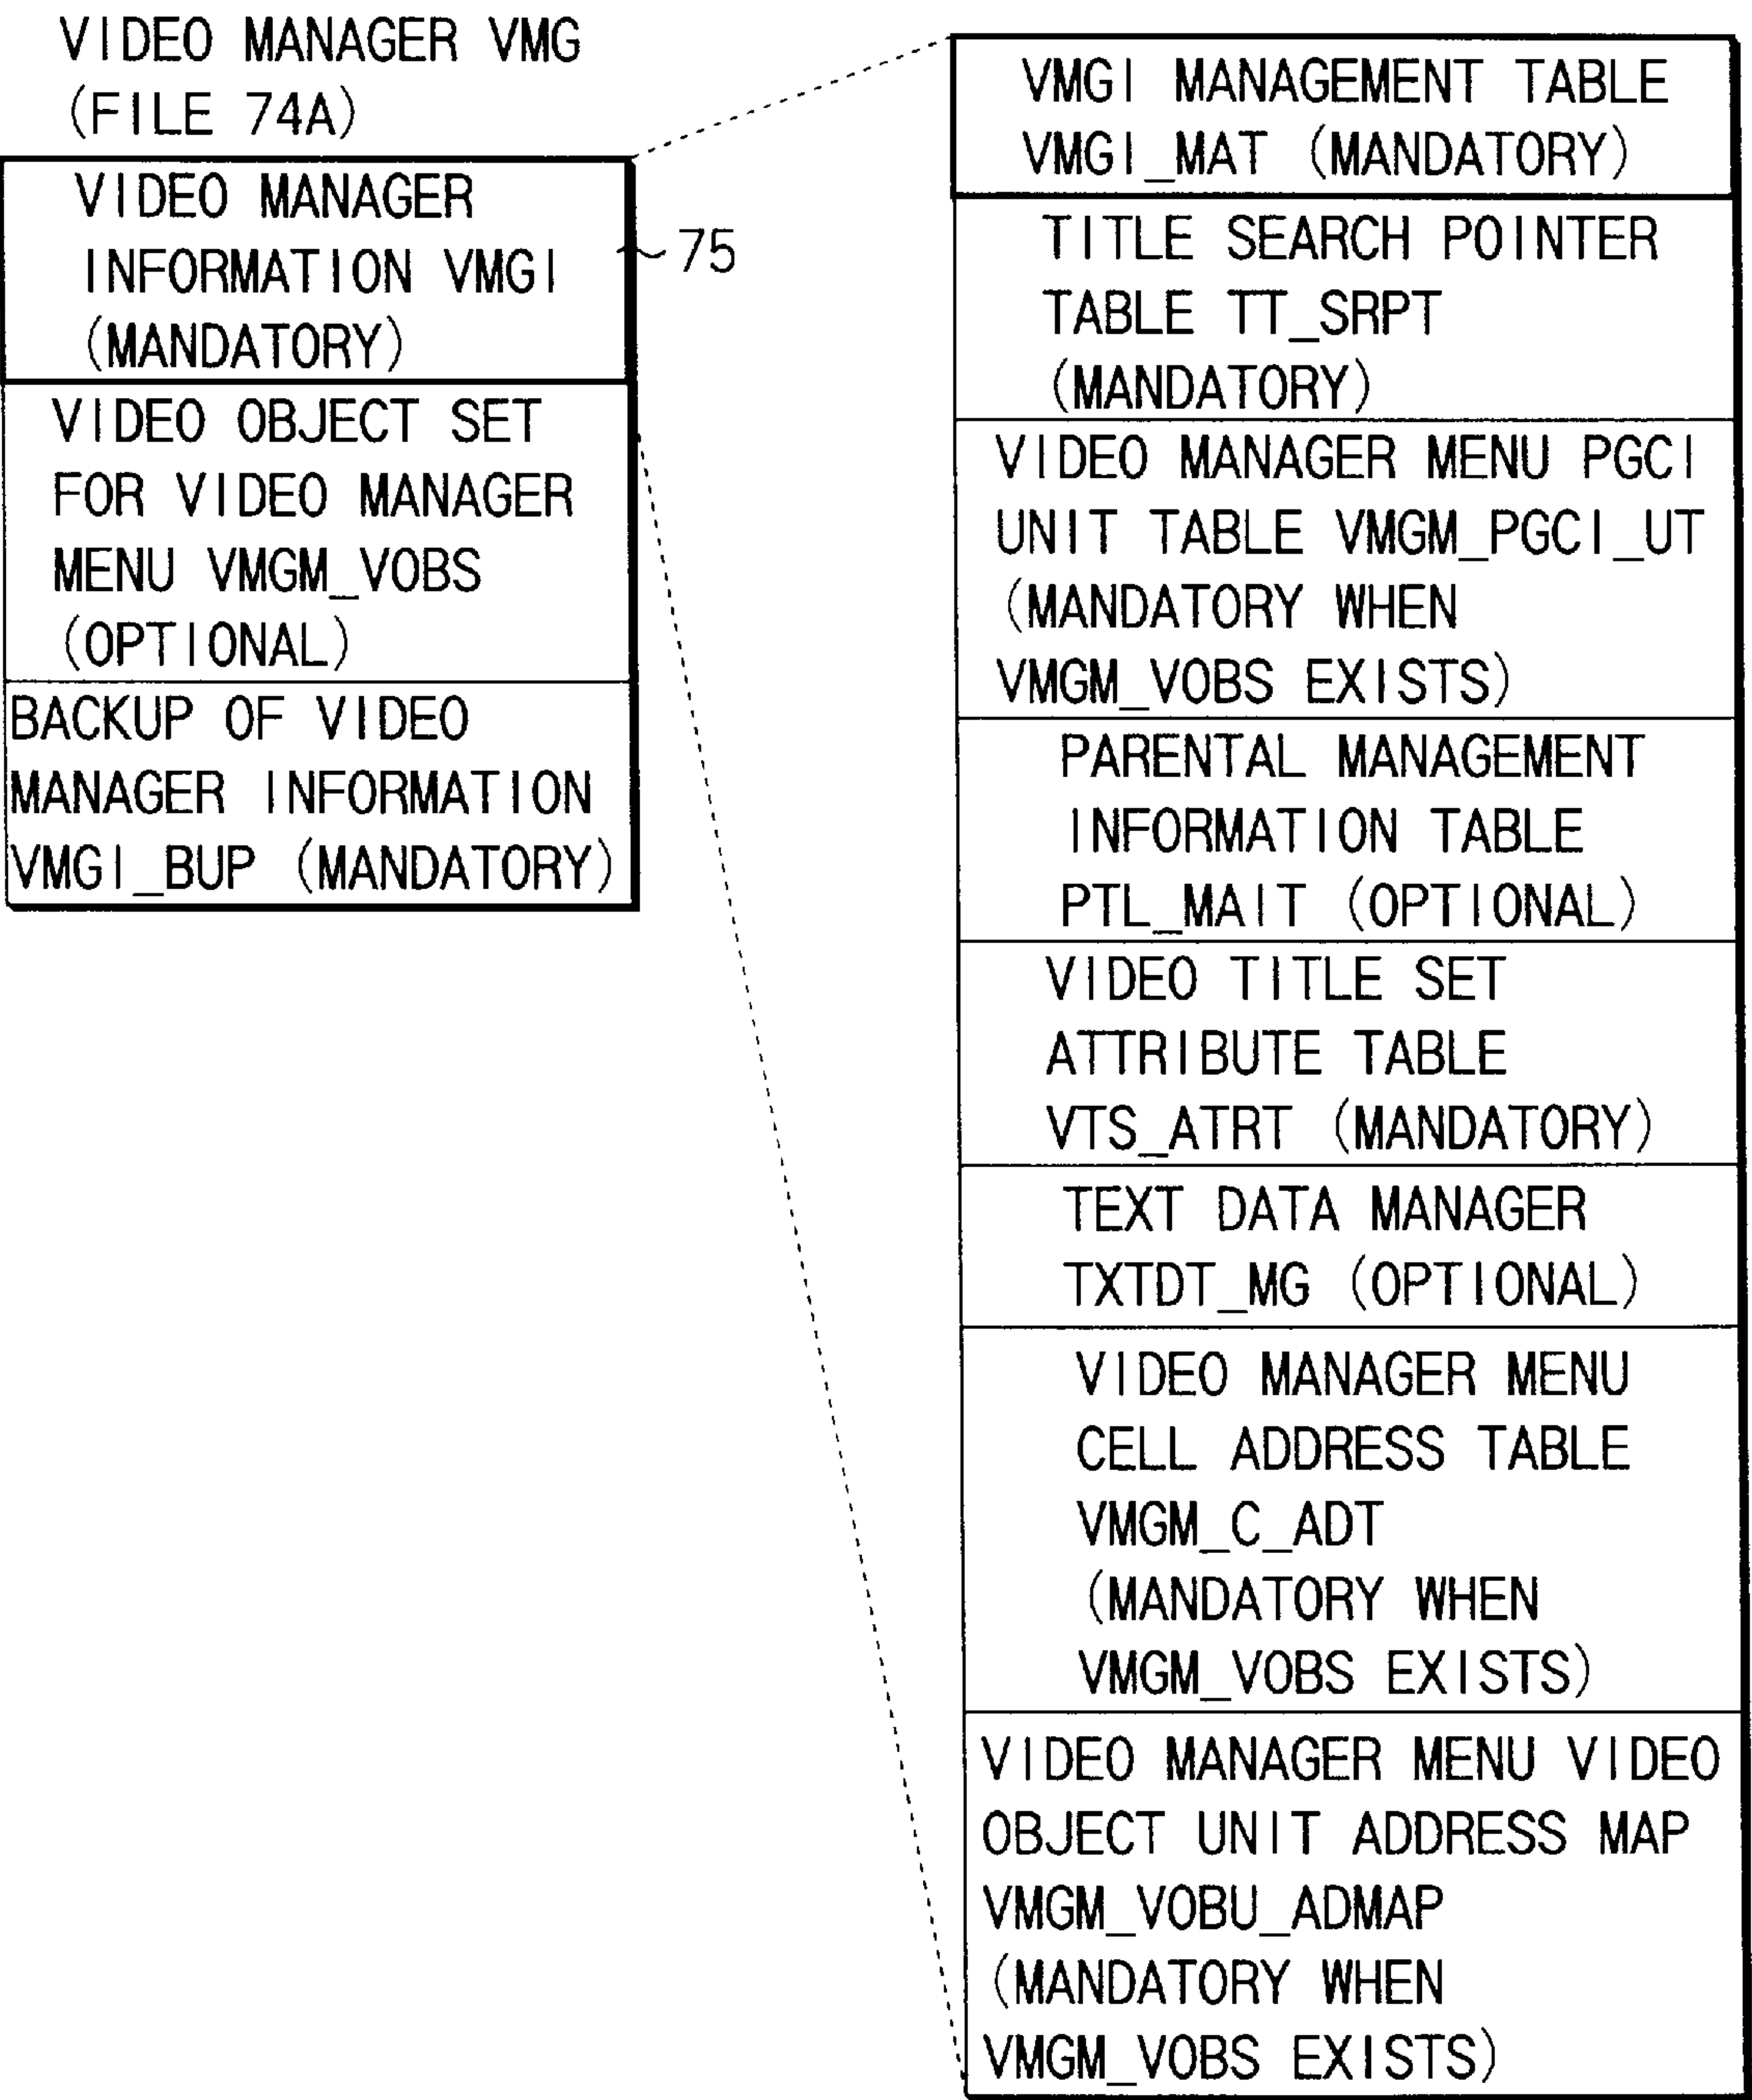 VIDEO MANAGER VMG
(FILE 74A)
VIDEO MANAGER
INFORMATION VMGI
(MANDATORY)
75
VIDEO OBJECT SET
FOR VIDEO MANAGER
MENU VMGM_VOBS
(OPTIONAL)
BACKUP OF VIDEO
MANAGER INFORMATION
VMGI_BUP (MANDATORY)
VMGI MANAGEMENT TABLE
VMGI_MAT (MANDATORY)
TITLE SEARCH POINTER
TABLE TT_SRPT
(MANDATORY)
VIDEO MANAGER MENU PGCI
UNIT TABLE VMGM_PGCI_UT
(MANDATORY WHEN
VMGM_VOBS EXISTS)
PARENTAL MANAGEMENT
INFORMATION TABLE
PTL_MAIT (OPTIONAL)
VIDEO TITLE SET
ATTRIBUTE TABLE
VTS_ATRT (MANDATORY)
TEXT DATA MANAGER
TXTDT_MG (OPTIONAL)
VIDEO MANAGER MENU
CELL ADDRESS TABLE
VMGM_C_ADT
(MANDATORY WHEN
VMGM_VOBS EXISTS)
VIDEO MANAGER MENU VIDEO
OBJECT UNIT ADDRESS MAP
VMGM_VOBU_ADMAP
(MANDATORY WHEN
VMGM_VOBS EXISTS)